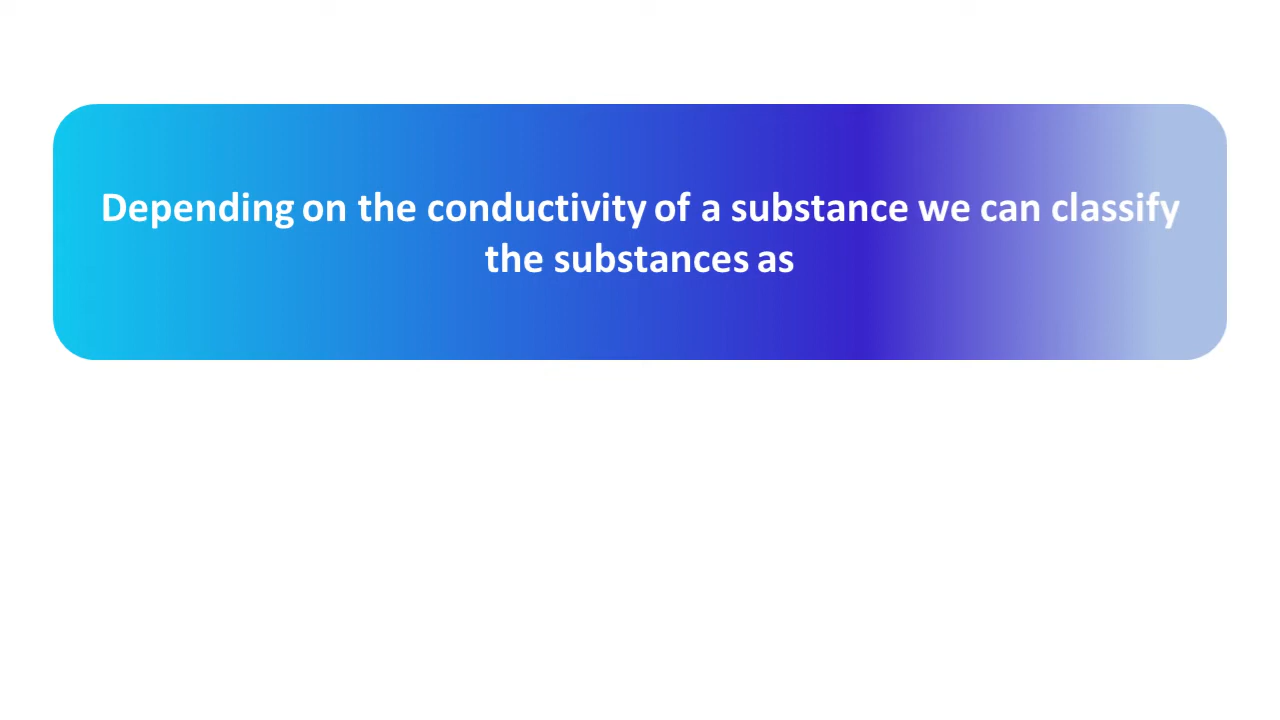 Depending on the conductivity of a substance we can classify
the substances as